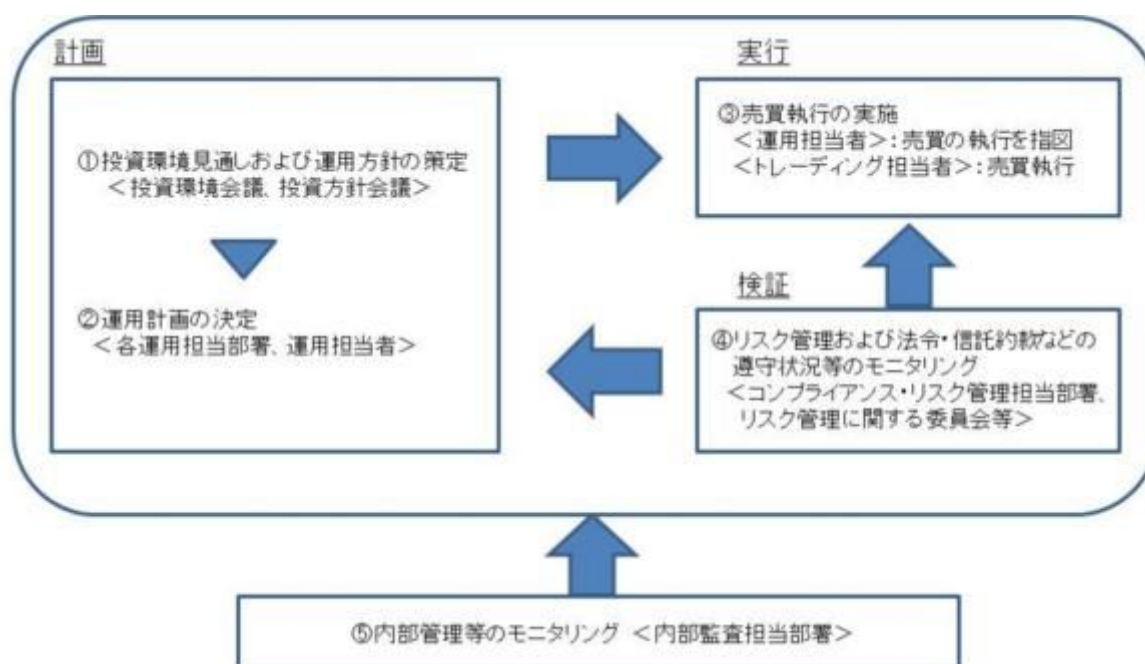 計画
①投資環境見通しおよび運用方針の策定
<投資環境会議、投資方針会議>
②運用計画の決定
<各運用担当部署、運用担当者>
実行
③売買執行の実施
<運用担当者>：売買の執行を指図
<トレーディング担当者>：売買執行
検証
④リスク管理および法令・信託約款などの
遵守状況等のモニタリング
<コンプライアンス・リスク管理担当部署、
リスク管理に関する委員会等>
⑤内部管理等のモニタリング <内部監査担当部署>